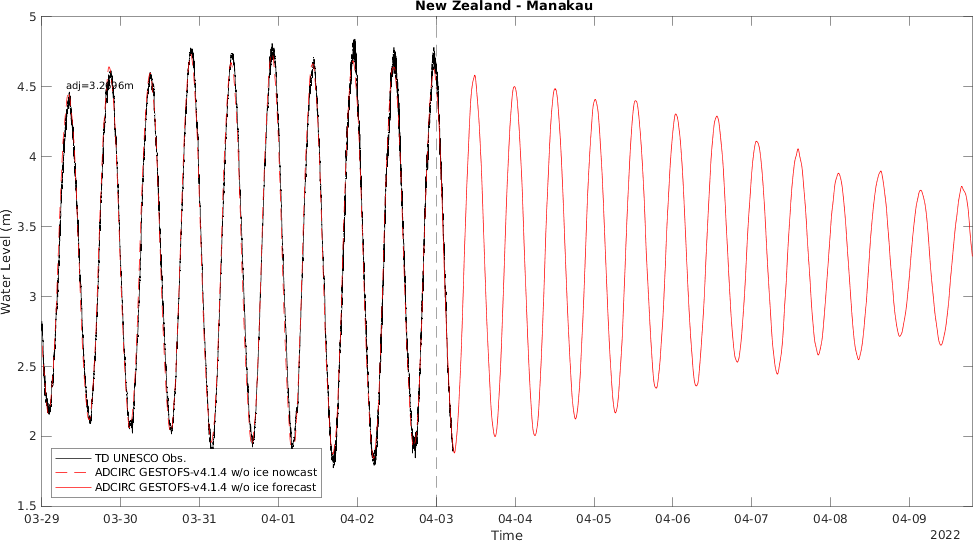 New Zealand - Manakau
5
4.5
4
3.5
3
2.5
2
1.5
Water Level (m)
TD UNESCO Obs.
ADCIRC GESTOFS-v4.1.4 w/o ice nowcast
ADCIRC GESTOFS-v4.1.4 w/o ice forecast
03-29 03-30 03-31 04-01 04-02 04-03 04-04 04-05 04-06 04-07 04-08 04-09
Time
2022